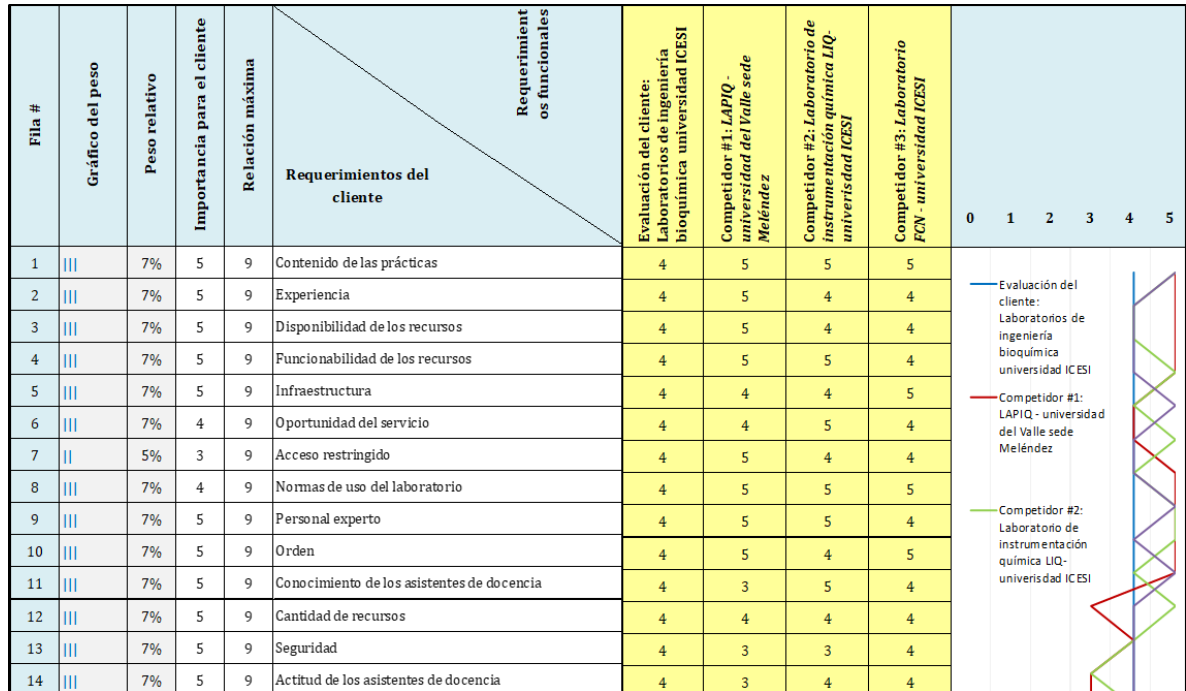 Fila #
Gráfico del peso
Peso relativo
Importancia para el cliente
Relación máxima
Requerimient
os funcionales
Requerimientos del
cliente
Evaluación del cliente:
Laboratorios de ingeniería
bioquímica universidad ICESI
Competidor #1: LAPIQ -
universidad del Valle sede
Meléndez
Competidor #2: Laboratorio de
instrumentación química LIQ-
univerisdad ICESI
Competidor #3: Laboratorio
FCN - universidad ICESI
0 1 2 3 4 5
1 ||| 7% 5 9 Contenido de las prácticas 4 5 5 5
2 ||| 7% 5 9 Experiencia 4 5 4 4
3 ||| 7% 5 9 Disponibilidad de los recursos 4 5 4 4
4 ||| 7% 5 9 Funcionabilidad de los recursos 4 5 5 4
5 ||| 7% 5 9 Infraestructura 4 4 4 5
6 ||| 7% 4 9 Oportunidad del servicio 4 4 5 4
7 || 5% 3 9 Acceso restringido 4 5 4 4
8 ||| 7% 4 9 Normas de uso del laboratorio 4 5 5 5
9 ||| 7% 5 9 Personal experto 4 5 5 4
10 ||| 7% 5 9 Orden 4 5 4 5
11 ||| 7% 5 9 Conocimiento de los asistentes de docencia 4 3 5 4
12 ||| 7% 5 9 Cantidad de recursos 4 4 4 4
13 ||| 7% 5 9 Seguridad 4 3 3 4
14 ||| 7% 5 9 Actitud de los asistentes de docencia 4 3 4 4
Evaluación del
cliente:
Laboratorios de
ingeniería
bioquímica
universidad ICESI
Competidor #1:
LAPIQ - universidad
del Valle sede
Meléndez
Competidor #2:
Laboratorio de
instrumentación
química LIQ-
univerisdad ICESI